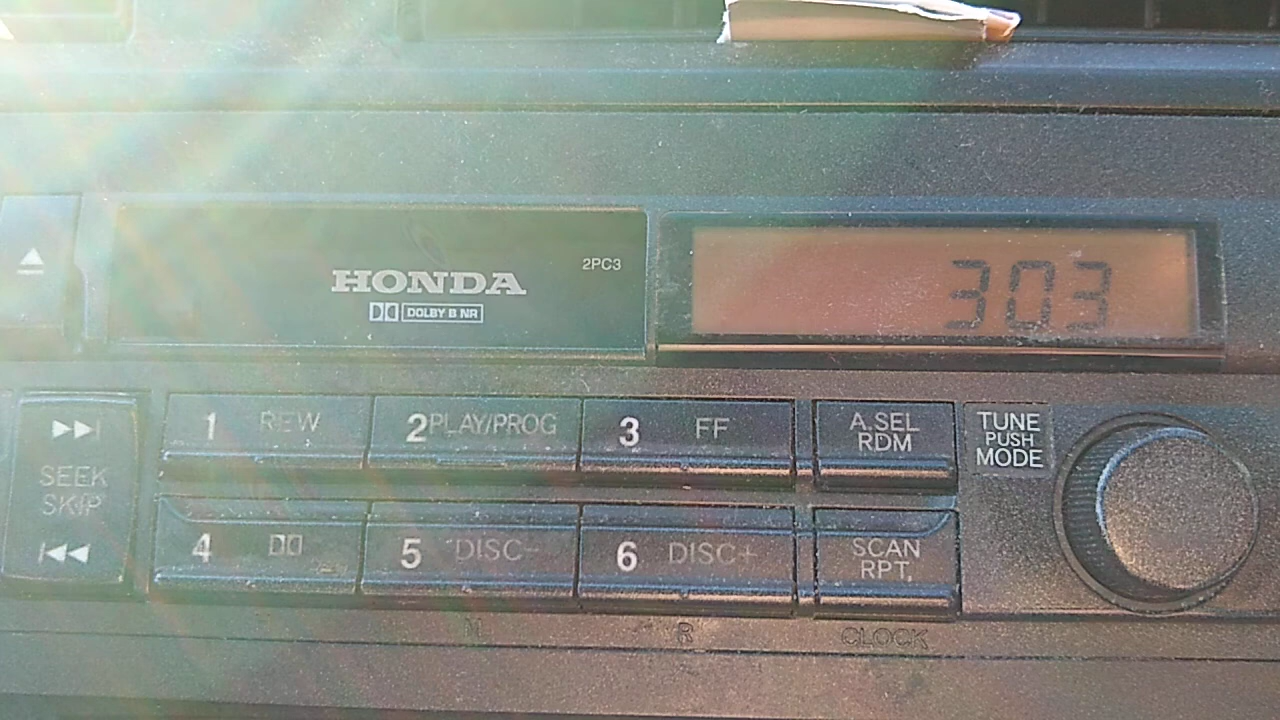 2PC3
HONDA
DOLBY B NR
303
SEEK
SKIP
1 REW
2 PLAY/PROG
3 FF
A.SEL
RDM
TUNE
PUSH
MODE
4
5 DISC-
6 DISC+
SCAN
RPT.
R
CLOCK